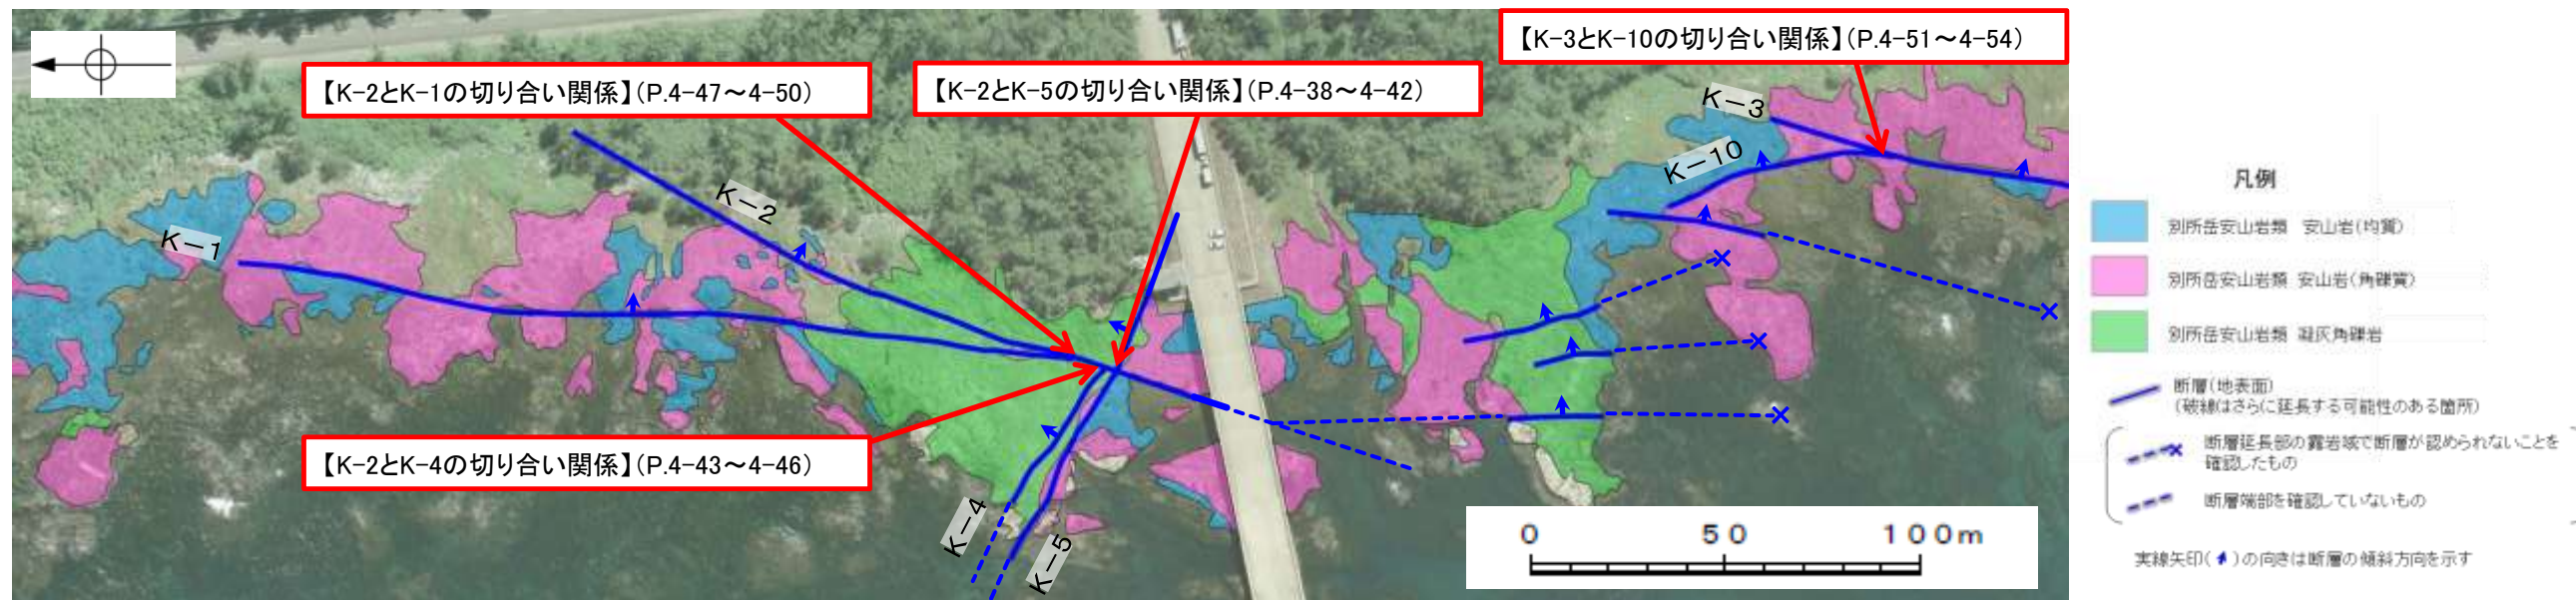 【K-3とK-10の切り合い関係】(P.4-51～4-54)
【K-2とK-1の切り合い関係】(P.4-47～4-50)
【K-2とK-5の切り合い関係】(P.4-38～4-42)
K-3
K-10
K-2
K-1
【K-2とK-4の切り合い関係】(P.4-43～4-46)
K-4
K-5
0 50 100m
凡例
別所岳安山岩類 安山岩(均質)
別所岳安山岩類 安山岩(角礫質)
別所岳安山岩類 凝灰角礫岩
断層(地表面)
(破線はさらに延長する可能性のある箇所)
断層延長部の露岩域で断層が認められないことを
確認したもの
断層端部を確認していないもの
実線矢印( )の向きは断層の傾斜方向を示す